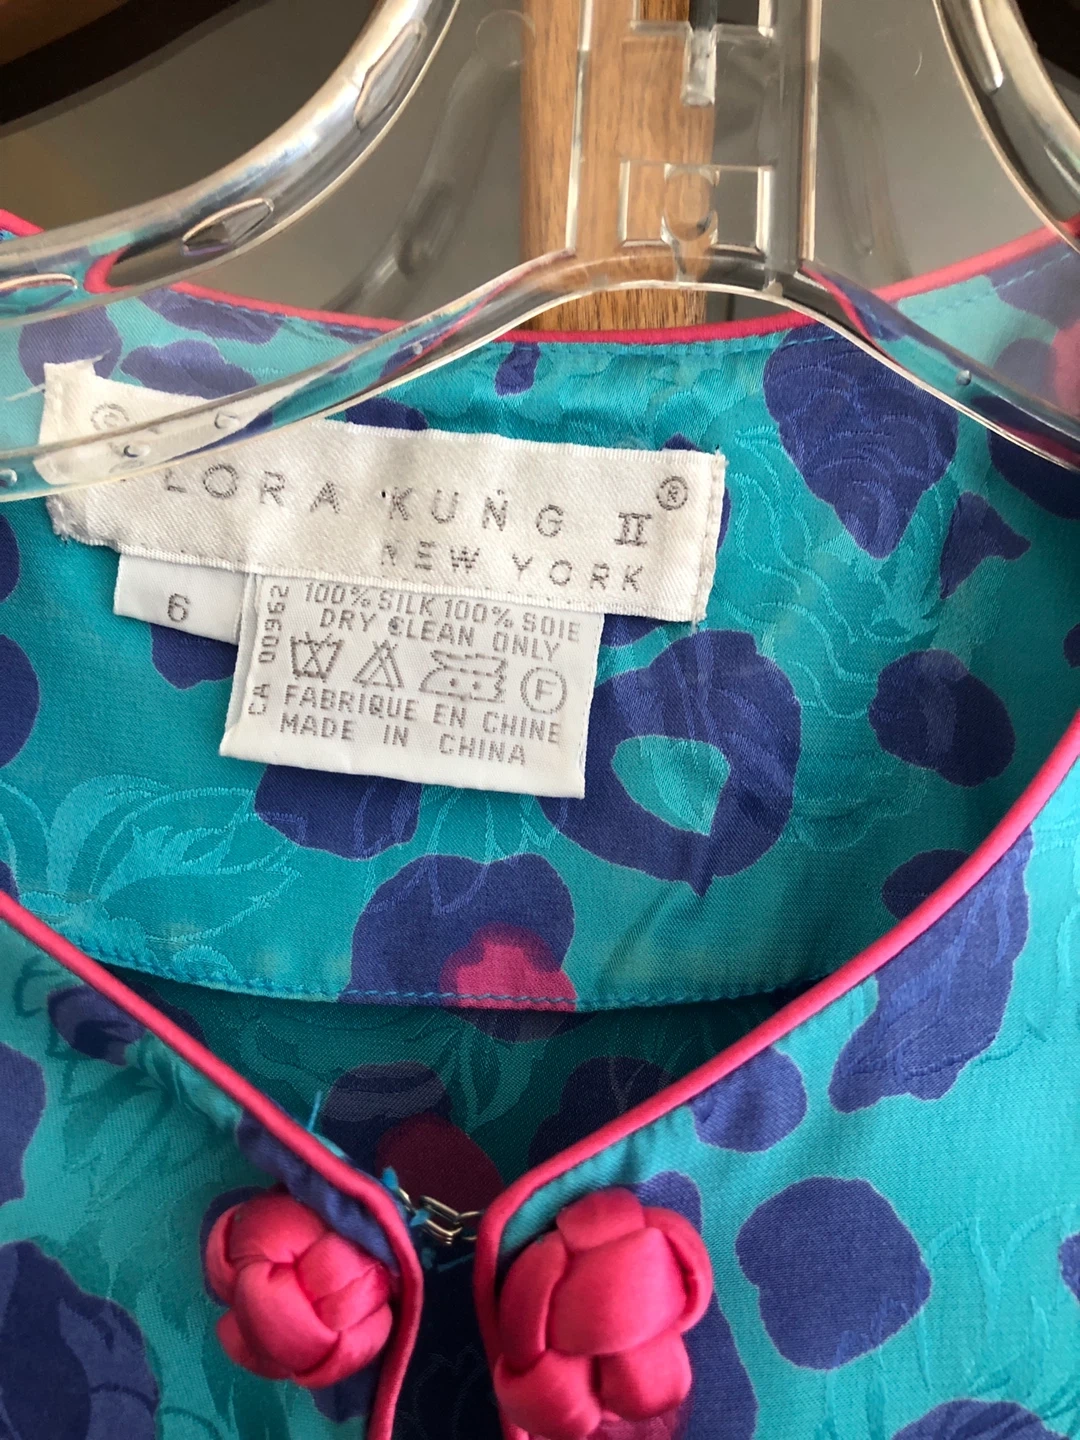 FLORA KUNG II ®
NEW YORK
6
CA 00962
100% SILK 100% SOIE
DRY CLEAN ONLY
F
FABRIQUE EN CHINE
MADE IN CHINA